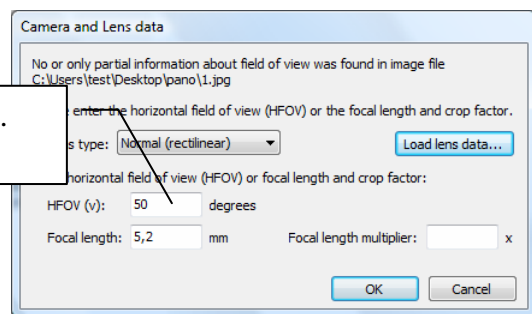 Camera and Lens data
No or only partial information about field of view was found in image file
C:\Users\test\Desktop\pano\1.jpg
. enter the horizontal field of view (HFOV) or the focal length and crop factor.
type: Normal (rectilinear) Load lens data...
horizontal field of view (HFOV) or focal length and crop factor:
HFOV (v): 50 degrees
Focal length: 5,2 mm Focal length multiplier: x
OK Cancel